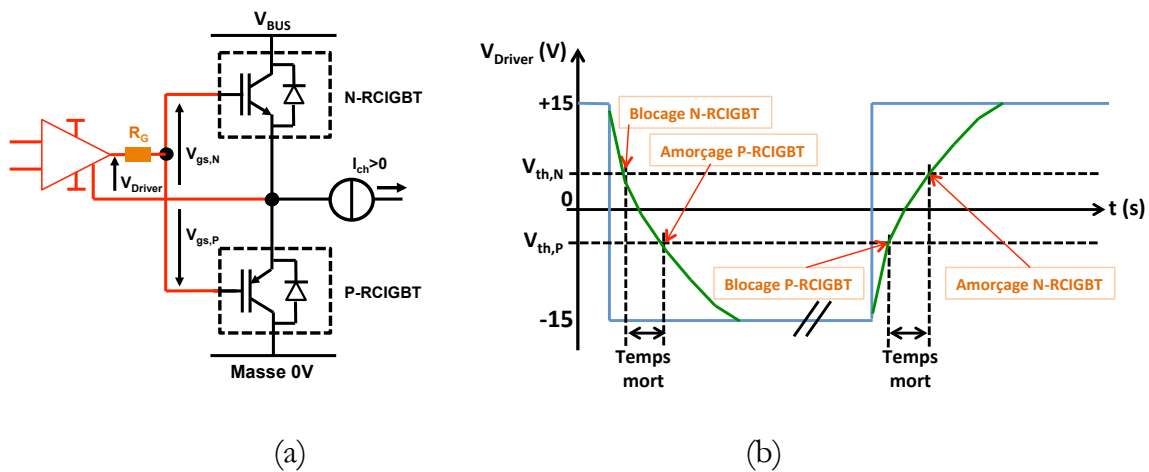 V_BUS
N-RCIGBT
R_G
V_gs,N
I_ch>0
V_Driver
V_gs,P
P-RCIGBT
Masse 0V
(a)
V_Driver (V)
+15
Blocage N-RCIGBT
Amorçage P-RCIGBT
V_th,N
0
t (s)
V_th,P
Blocage P-RCIGBT
Amorçage N-RCIGBT
-15
Temps
mort
Temps
mort
(b)